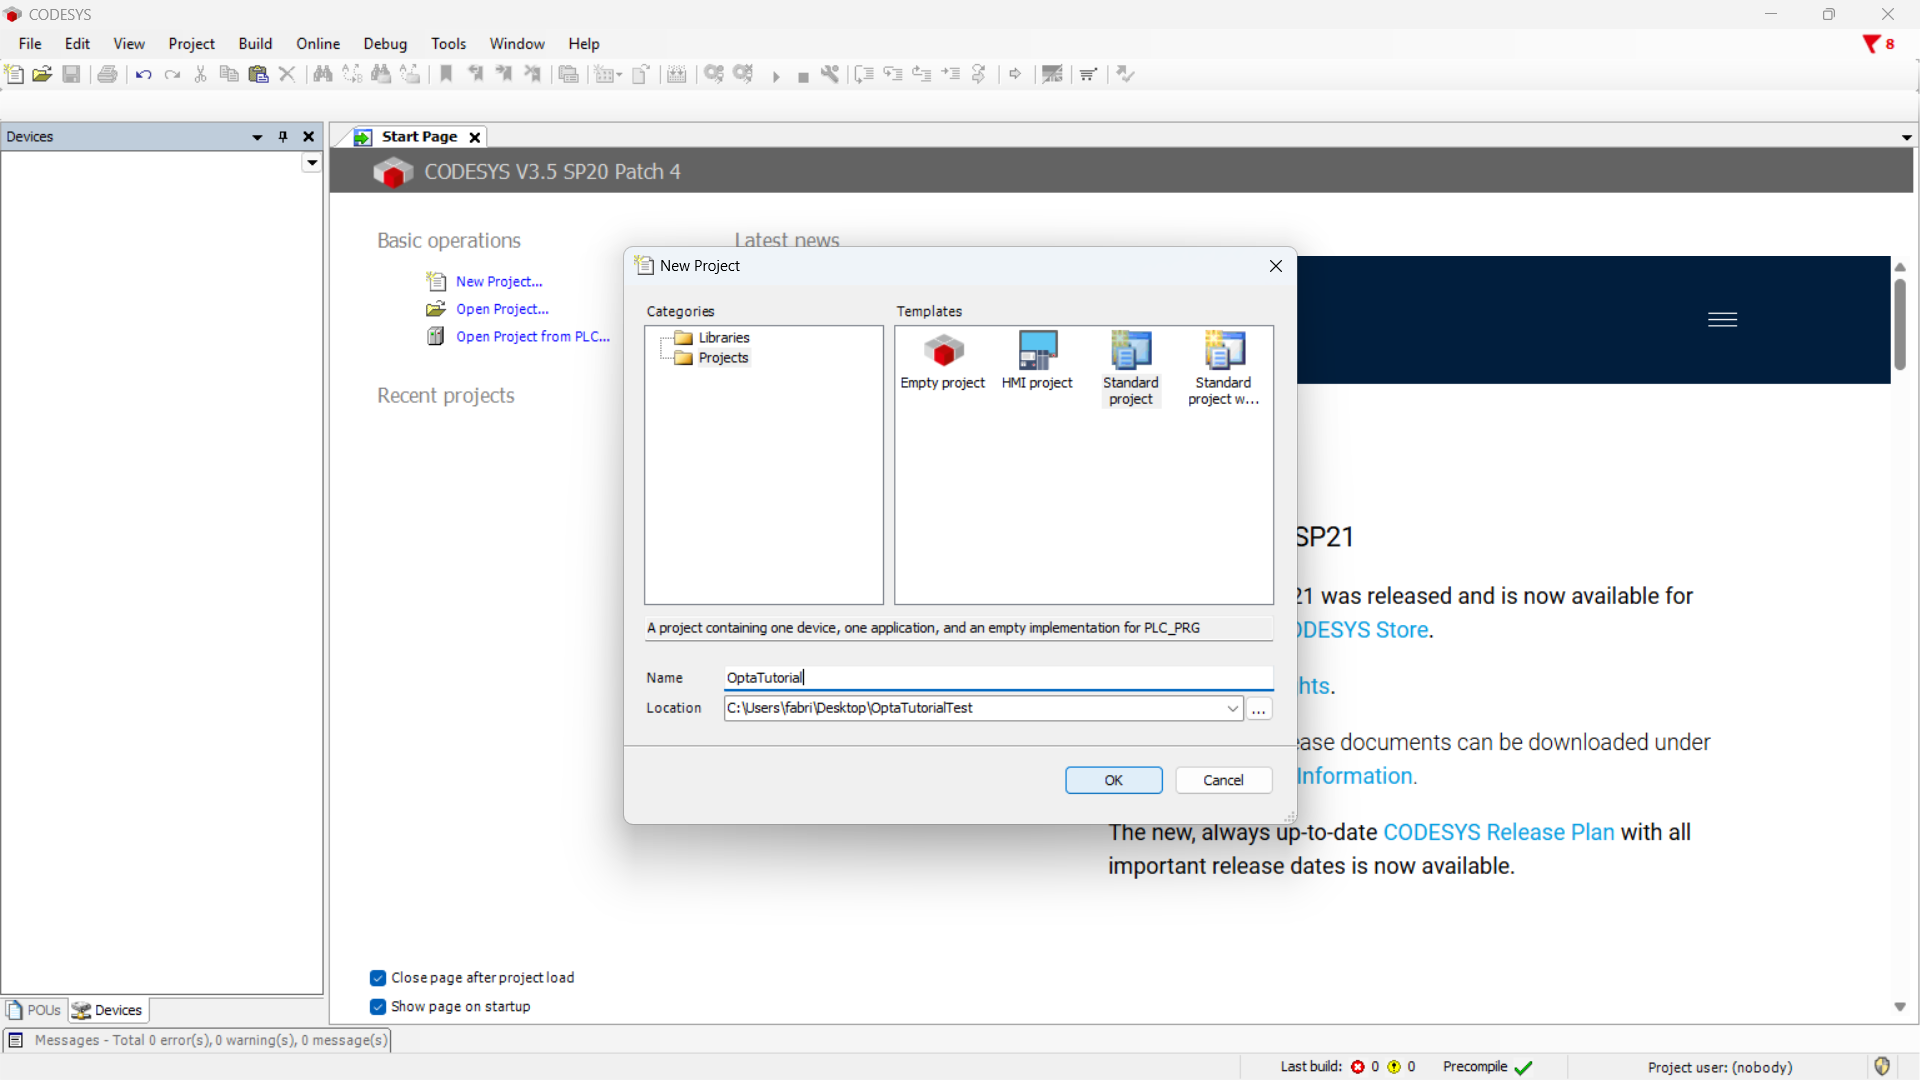 CODESYS
File Edit View Project Build Online Debug Tools Window Help
8
Devices
Start Page
CODESYS V3.5 SP20 Patch 4
Basic operations
Latest news
New Project...
Open Project...
Open Project from PLC...
Recent projects
New Project
Categories
Templates
Libraries
Projects
Empty project
HMI project
Standard
project
Standard
project w...
A project containing one device, one application, and an empty implementation for PLC_PRG
Name
OptaTutorial
Location
C:\Users\fabri\Desktop\OptaTutorialTest
...
OK
Cancel
SP21
21 was released and is now available for
ODESYS Store.
hts.
ease documents can be downloaded under
Information.
The new, always up-to-date CODESYS Release Plan with all
important release dates is now available.
Close page after project load
Show page on startup
POUs
Devices
Messages - Total 0 error(s), 0 warning(s), 0 message(s)
Last build: 0 0 Precompile
Project user: (nobody)